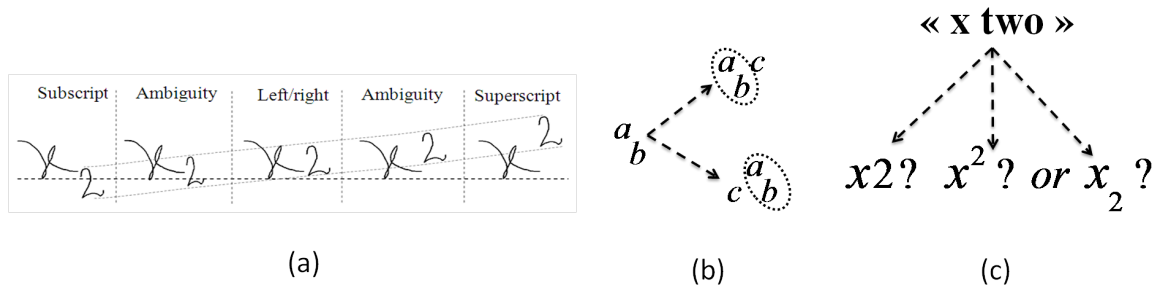 Subscript Ambiguity Left/right Ambiguity Superscript
x2 x2 x2 x2 x2
(a)
a b
a b c
c a b
(b)
« x two »
x2 ? x² ? or x₂ ?
(c)